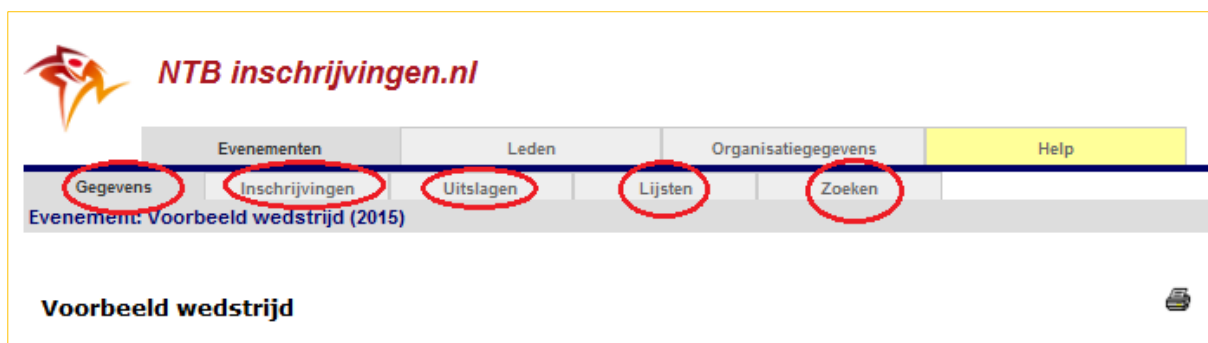 NTB inschrijvingen.nl
Evenementen Leden Organisatiegegevens Help
Gegevens Inschrijvingen Uitslagen Lijsten Zoeken
Evenement: Voorbeeld wedstrijd (2015)
Voorbeeld wedstrijd